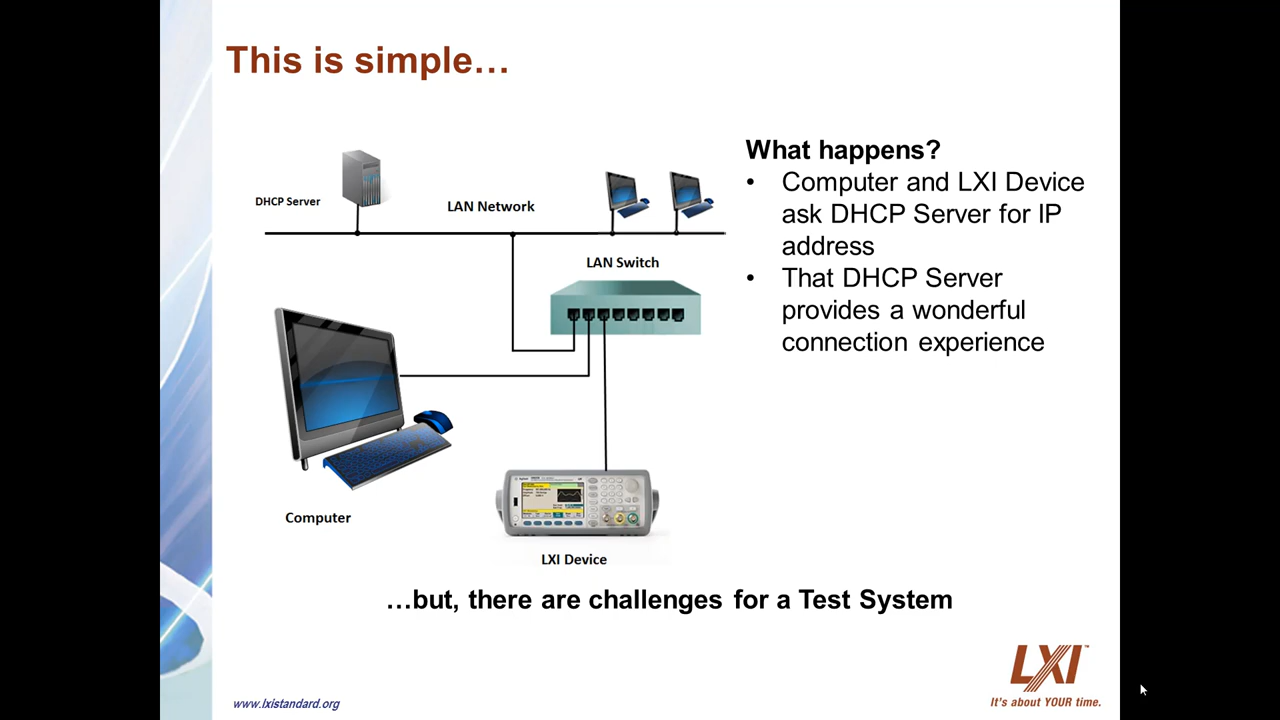 This is simple…
What happens?
• Computer and LXI Device
ask DHCP Server for IP
address
• That DHCP Server
provides a wonderful
connection experience
DHCP Server
LAN Network
LAN Switch
Computer
LXI Device
…but, there are challenges for a Test System
LXI™
It's about YOUR time.
www.lxistandard.org